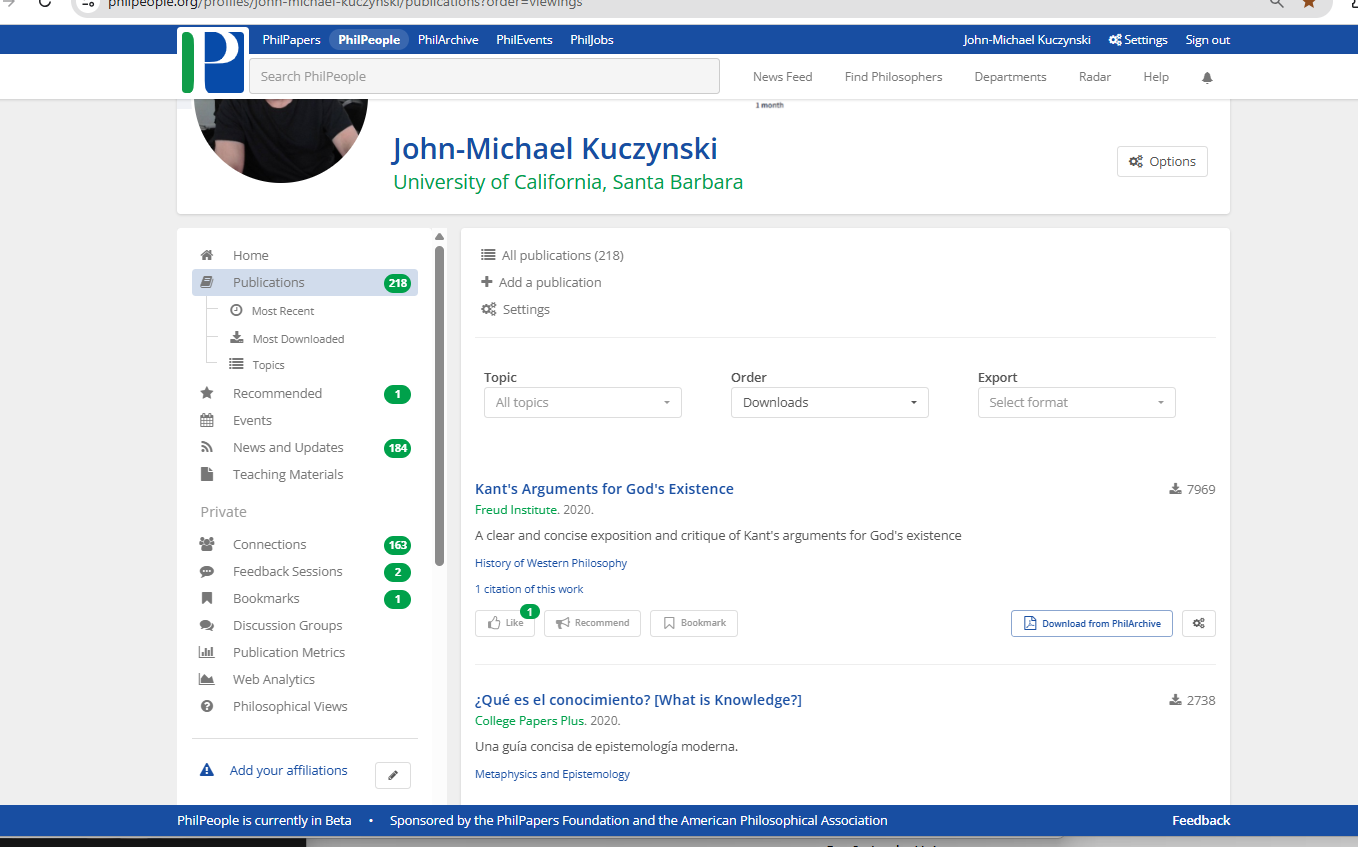 philpeople.org/profiles/john-michael-kuczynski/publications?order=viewings
PhilPapers PhilPeople PhilArchive PhilEvents PhilJobs John-Michael Kuczynski Settings Sign out
P
Search PhilPeople News Feed Find Philosophers Departments Radar Help
1 month
John-Michael Kuczynski
University of California, Santa Barbara
Options
Home
Publications 218
Most Recent
Most Downloaded
Topics
Recommended 1
Events
News and Updates 184
Teaching Materials
Private
Connections 163
Feedback Sessions 2
Bookmarks 1
Discussion Groups
Publication Metrics
Web Analytics
Philosophical Views
Add your affiliations
All publications (218)
Add a publication
Settings
Topic Order Export
All topics Downloads Select format
Kant's Arguments for God's Existence 7969
Freud Institute. 2020.
A clear and concise exposition and critique of Kant's arguments for God's existence
History of Western Philosophy
1 citation of this work
Like 1 Recommend Bookmark Download from PhilArchive
¿Qué es el conocimiento? [What is Knowledge?] 2738
College Papers Plus. 2020.
Una guía concisa de epistemología moderna.
Metaphysics and Epistemology
PhilPeople is currently in Beta • Sponsored by the PhilPapers Foundation and the American Philosophical Association Feedback